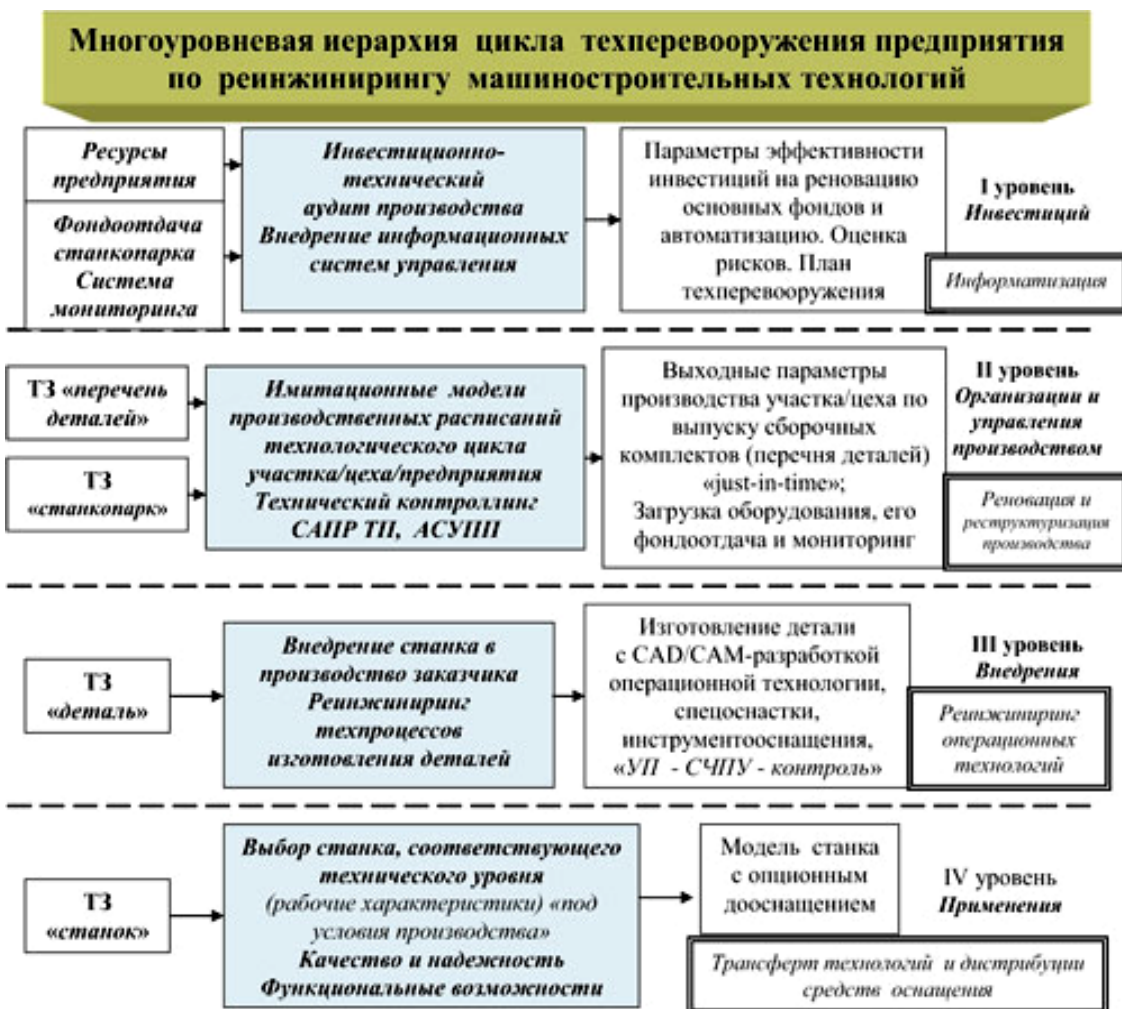 Многоуровневая иерархия цикла техперевооружения предприятия
по реинжинирингу машиностроительных технологий
Ресурсы
предприятия
Фондоотдача
станкопарка
Система
мониторинга
Инвестиционно-
технический
аудит производства
Внедрение информационных
систем управления
Параметры эффективности
инвестиций на реновацию
основных фондов и
автоматизацию. Оценка
рисков. План
техперевооружения
I уровень
Инвестиций
Информатизация
ТЗ «перечень
деталей»
ТЗ
«станкопарк»
Имитационные модели
производственных расписаний
технологического цикла
участка/цеха/предприятия
Технический контроллинг
САПР ТП, АСУПП
Выходные параметры
производства участка/цеха по
выпуску сборочных
комплектов (перечня деталей)
«just-in-time»;
Загрузка оборудования, его
фондоотдача и мониторинг
II уровень
Организации и
управления
производством
Реновация и
реструктуризация
производства
ТЗ
«деталь»
Внедрение станка в
производство заказчика
Реинжиниринг
техпроцессов
изготовления деталей
Изготовление детали
с CAD/CAM-разработкой
операционной технологии,
спецоснастки,
инструментооснащения,
«УП - СЧПУ - контроль»
III уровень
Внедрения
Реинжиниринг
операционных
технологий
ТЗ
«станок»
Выбор станка, соответствующего
технического уровня
(рабочие характеристики) «под
условия производства»
Качество и надежность
Функциональные возможности
Модель станка
с опционным
дооснащением
IV уровень
Применения
Трансферт технологий и дистрибуции
средств оснащения